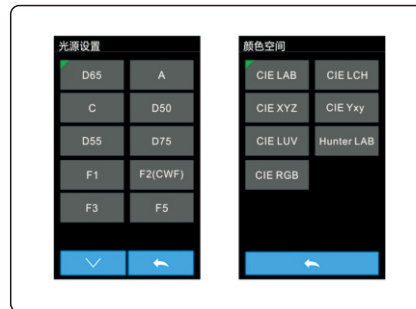 光源设置
D65 A
C D50
D55 D75
F1 F2(CWF)
F3 F5
颜色空间
CIE LAB CIE LCH
CIE XYZ CIE Yxy
CIE LUV Hunter LAB
CIE RGB